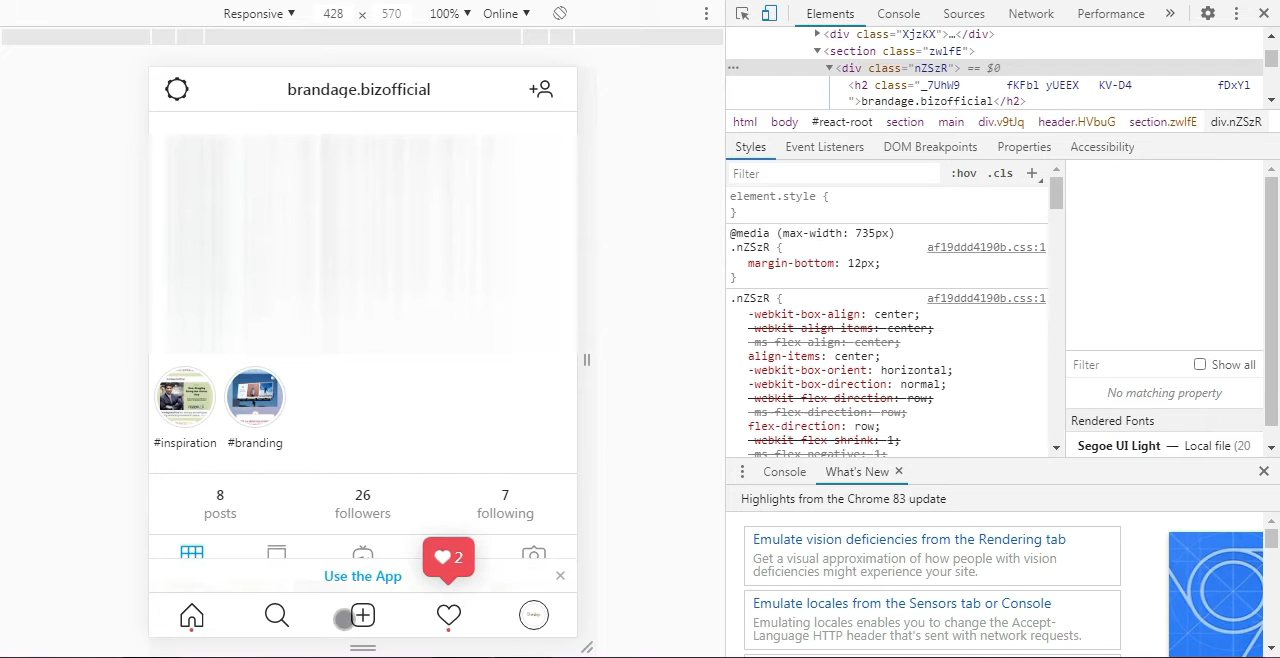 Responsive ▼ 428 x 570 100% ▼ Online ▼
brandage.bizofficial
#inspiration #branding
8 26 7
posts followers following
2
Use the App
Elements Console Sources Network Performance »
▶<div class="XjzKX">…</div>
▼<section class="zwlfE">
▼<div class="nZSzR"> == $0
<h2 class="_7UhW9 fKFbl yUEEX KV-D4 fDxYl
">brandage.bizofficial</h2>
html body #react-root section main div.v9tJq header.HVbuG section.zwlfE div.nZSzR
Styles Event Listeners DOM Breakpoints Properties Accessibility
Filter :hov .cls +
element.style {
}
@media (max-width: 735px)
.nZSzR { af19ddd4190b.css:1
margin-bottom: 12px;
}
.nZSzR { af19ddd4190b.css:1
-webkit-box-align: center;
-webkit-align-items: center;
-ms-flex-align: center;
align-items: center;
-webkit-box-orient: horizontal;
-webkit-box-direction: normal;
-webkit-flex-direction: row;
-ms-flex-direction: row;
flex-direction: row;
-webkit-flex-shrink: 1;
-ms-flex-negative: 1;
Filter Show all
No matching property
Rendered Fonts
Segoe UI Light — Local file (20
Console What's New ×
Highlights from the Chrome 83 update
Emulate vision deficiencies from the Rendering tab
Get a visual approximation of how people with vision
deficiencies might experience your site.
Emulate locales from the Sensors tab or Console
Emulating locales enables you to change the Accept-
Language HTTP header that's sent with network requests.